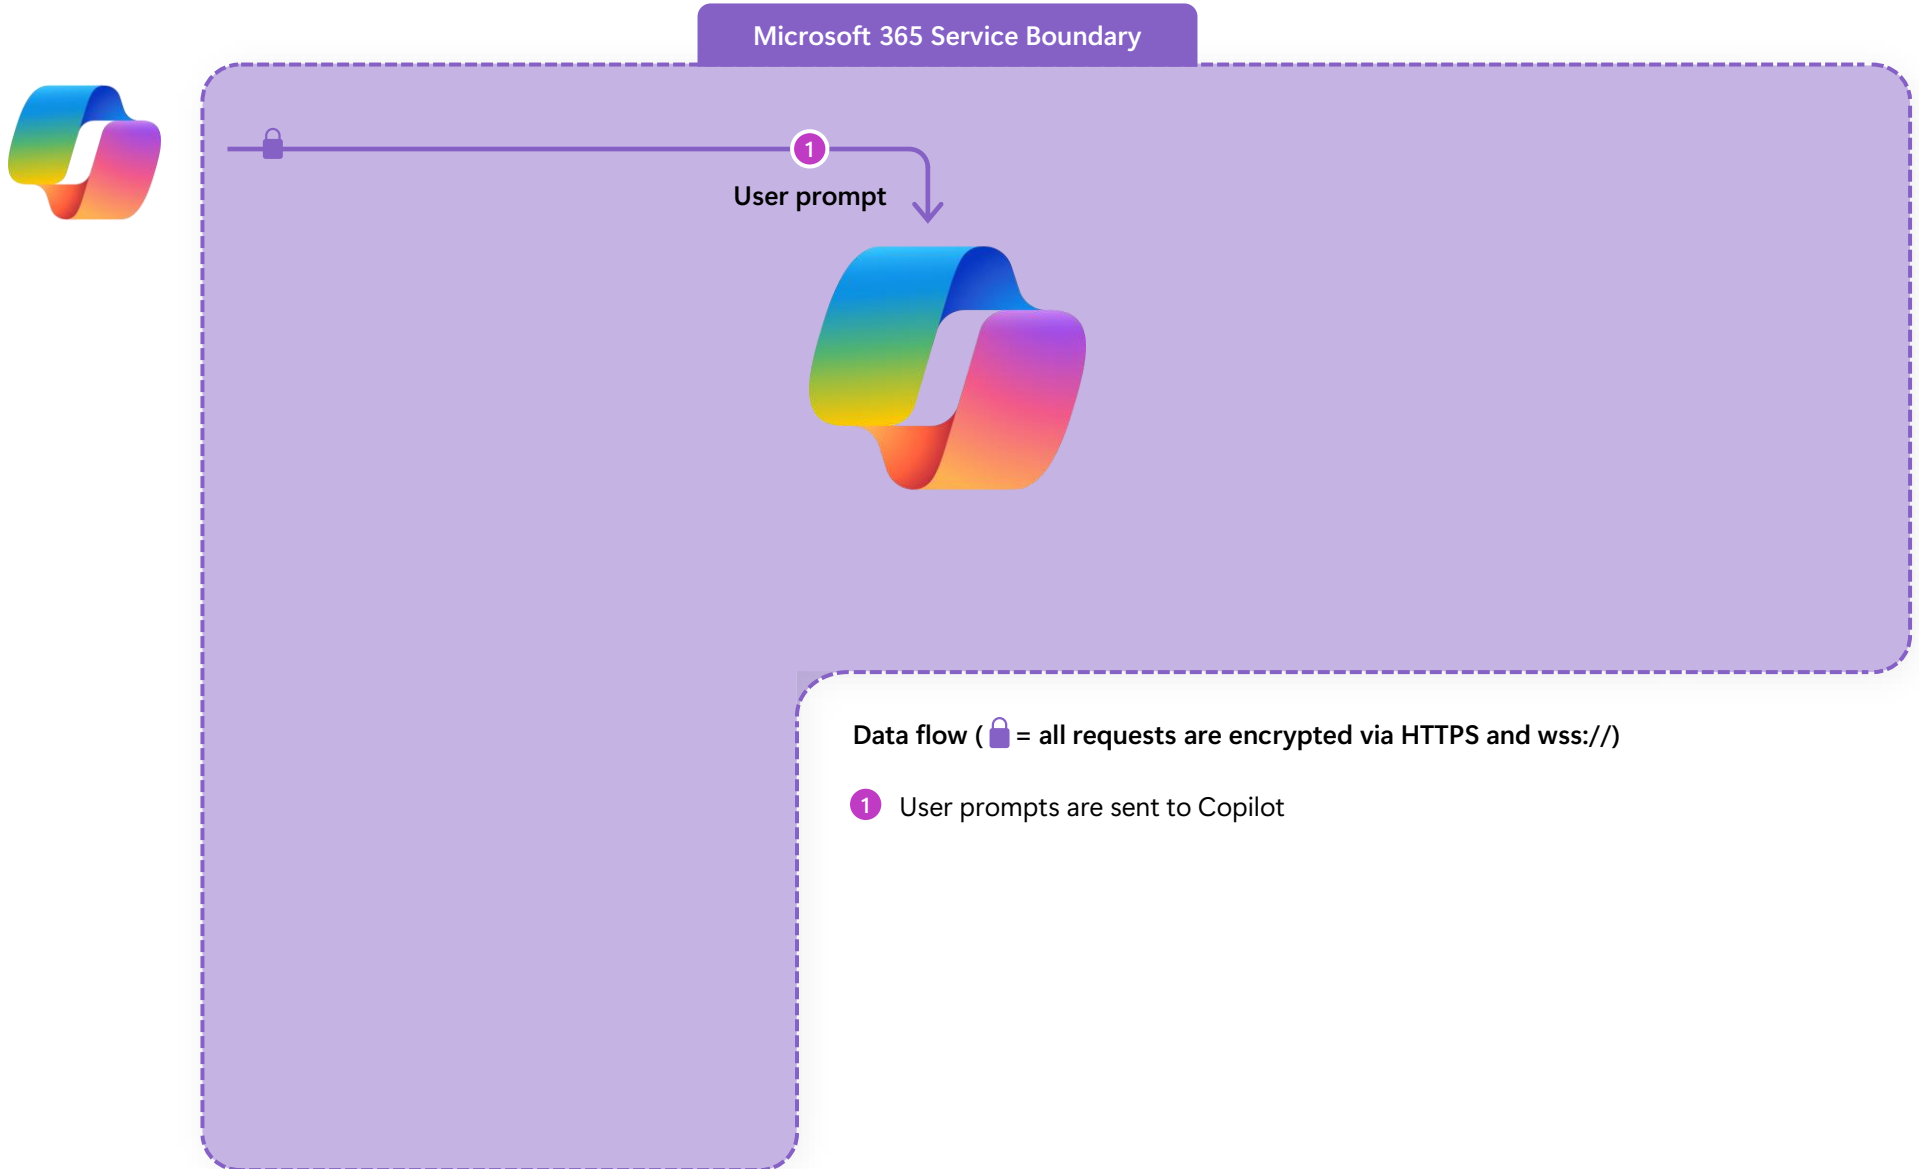 Microsoft 365 Service Boundary
1
User prompt
Data flow ( = all requests are encrypted via HTTPS and wss://)
1 User prompts are sent to Copilot